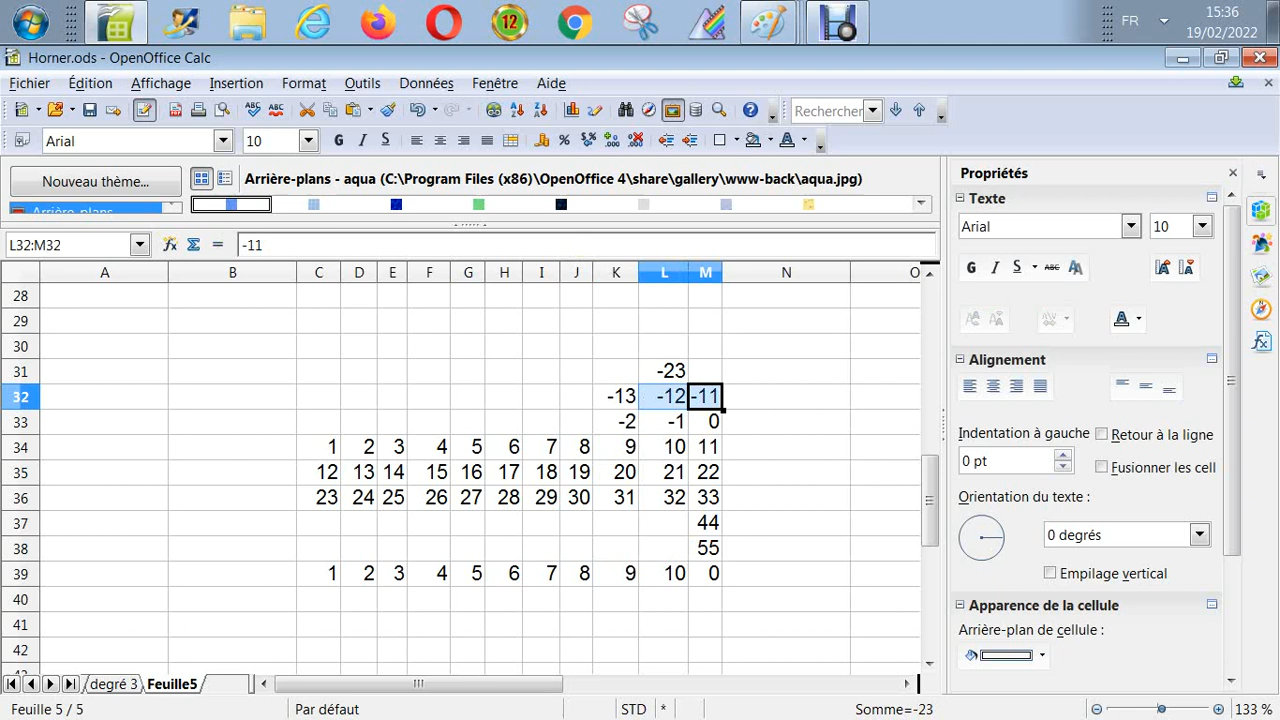 FR
15:36
19/02/2022
12
Horner.ods - OpenOffice Calc
Fichier Édition Affichage Insertion Format Outils Données Fenêtre Aide
Rechercher
Arial 10 G I S
Nouveau thème... Arrière-plans - aqua (C:\Program Files (x86)\OpenOffice 4\share\gallery\www-back\aqua.jpg)
Arrière-plans
L32:M32 -11
A B C D E F G H I J K L M N O
28
29
30
31 -23
32 -13 -12 -11
33 -2 -1 0
34 1 2 3 4 5 6 7 8 9 10 11
35 12 13 14 15 16 17 18 19 20 21 22
36 23 24 25 26 27 28 29 30 31 32 33
37 44
38 55
39 1 2 3 4 5 6 7 8 9 10 0
40
41
42
43
degré 3 Feuille5
Feuille 5 / 5 Par défaut STD * Somme=-23 133 %
Propriétés
Texte
Arial 10
G I S ABC
Alignement
Indentation à gauche
Retour à la ligne
0 pt
Fusionner les cell
Orientation du texte :
0 degrés
Empilage vertical
Apparence de la cellule
Arrière-plan de cellule :